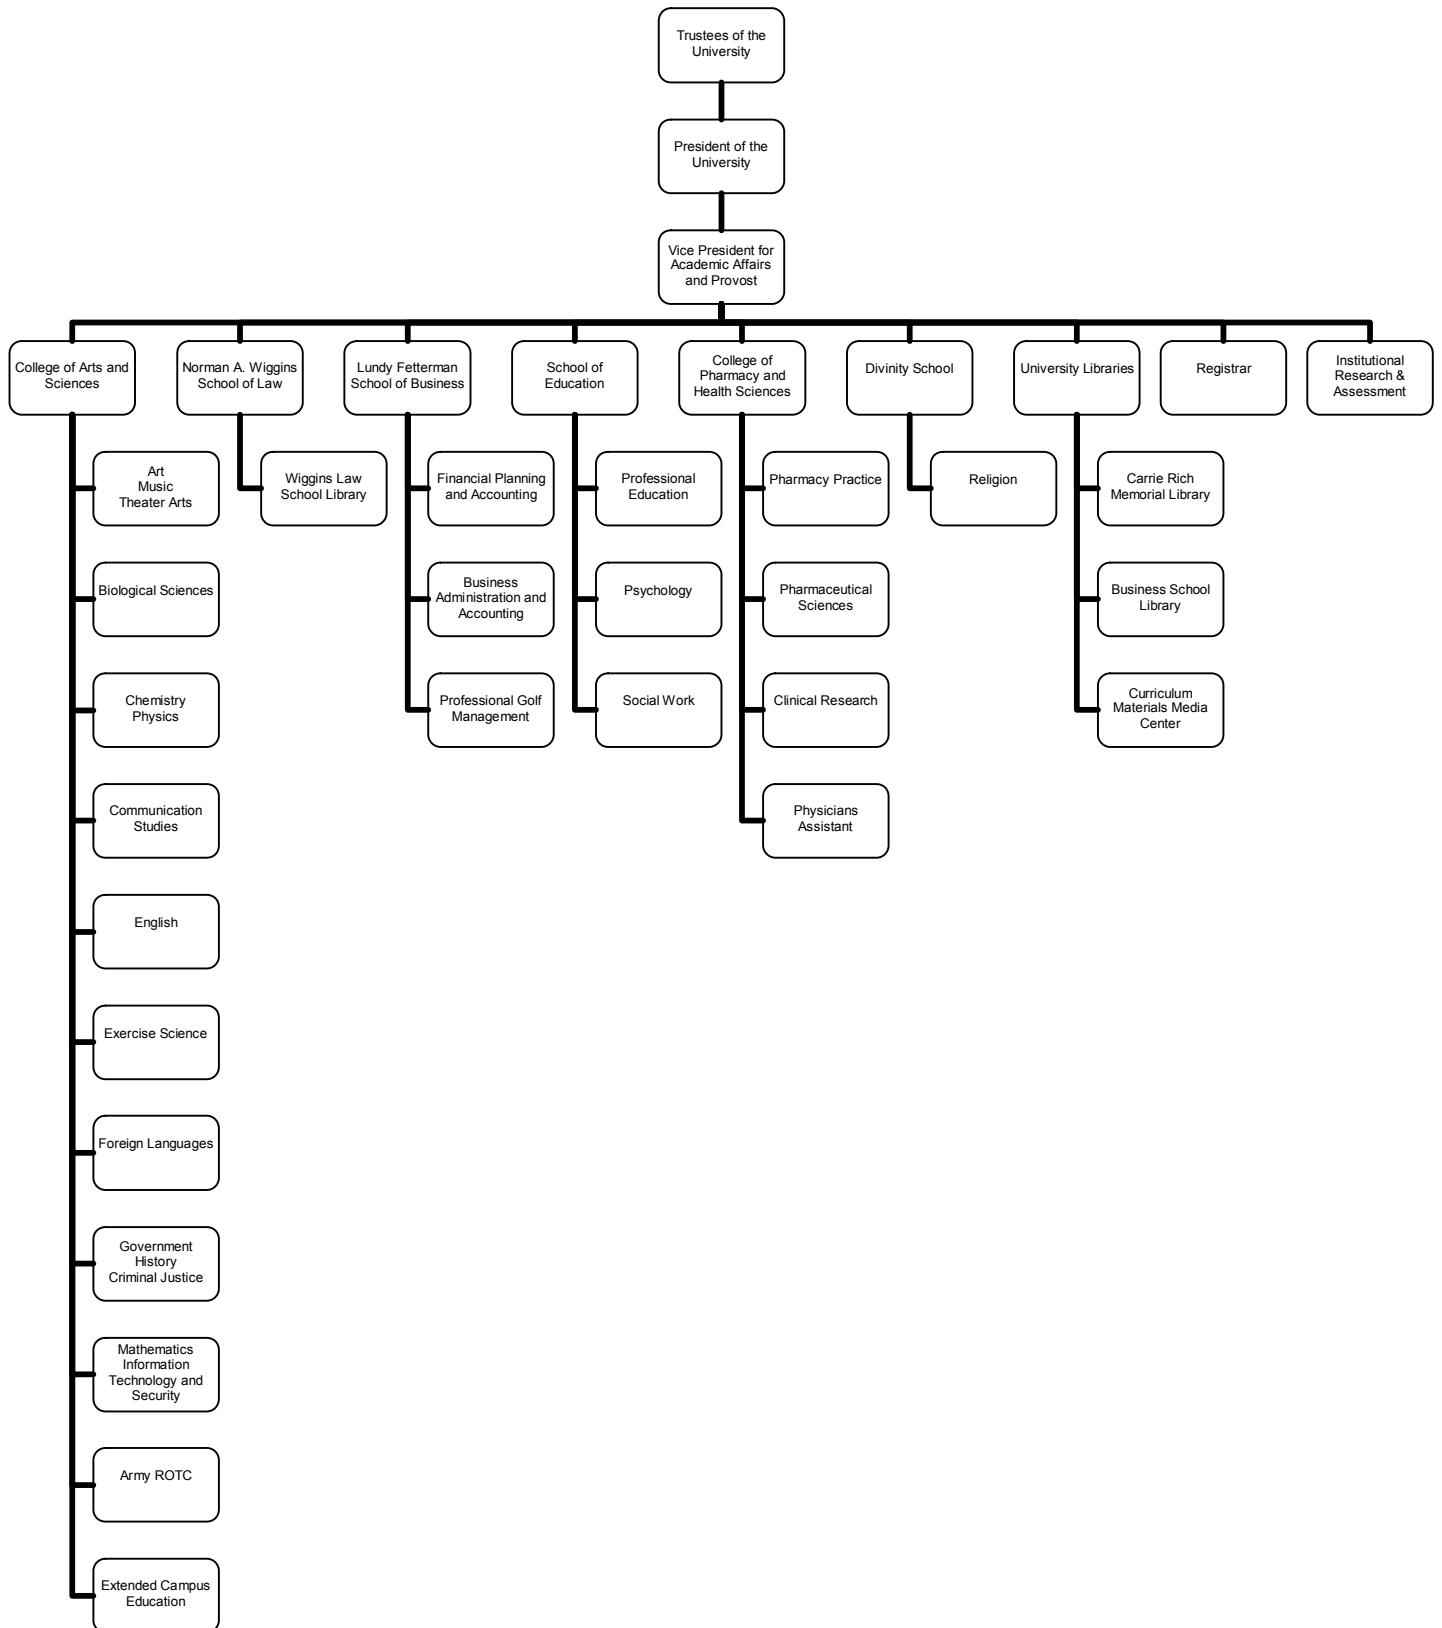 Trustees of the
University
President of the
University
Vice President for
Academic Affairs
and Provost
College of Arts and
Sciences
Norman A. Wiggins
School of Law
Lundy Fetterman
School of Business
School of
Education
College of
Pharmacy and
Health Sciences
Divinity School
University Libraries
Registrar
Institutional
Research &
Assessment
Art
Music
Theater Arts
Biological Sciences
Chemistry
Physics
Communication
Studies
English
Exercise Science
Foreign Languages
Government
History
Criminal Justice
Mathematics
Information
Technology and
Security
Army ROTC
Extended Campus
Education
Wiggins Law
School Library
Financial Planning
and Accounting
Business
Administration and
Accounting
Professional Golf
Management
Professional
Education
Psychology
Social Work
Pharmacy Practice
Pharmaceutical
Sciences
Clinical Research
Physicians
Assistant
Religion
Carrie Rich
Memorial Library
Business School
Library
Curriculum
Materials Media
Center